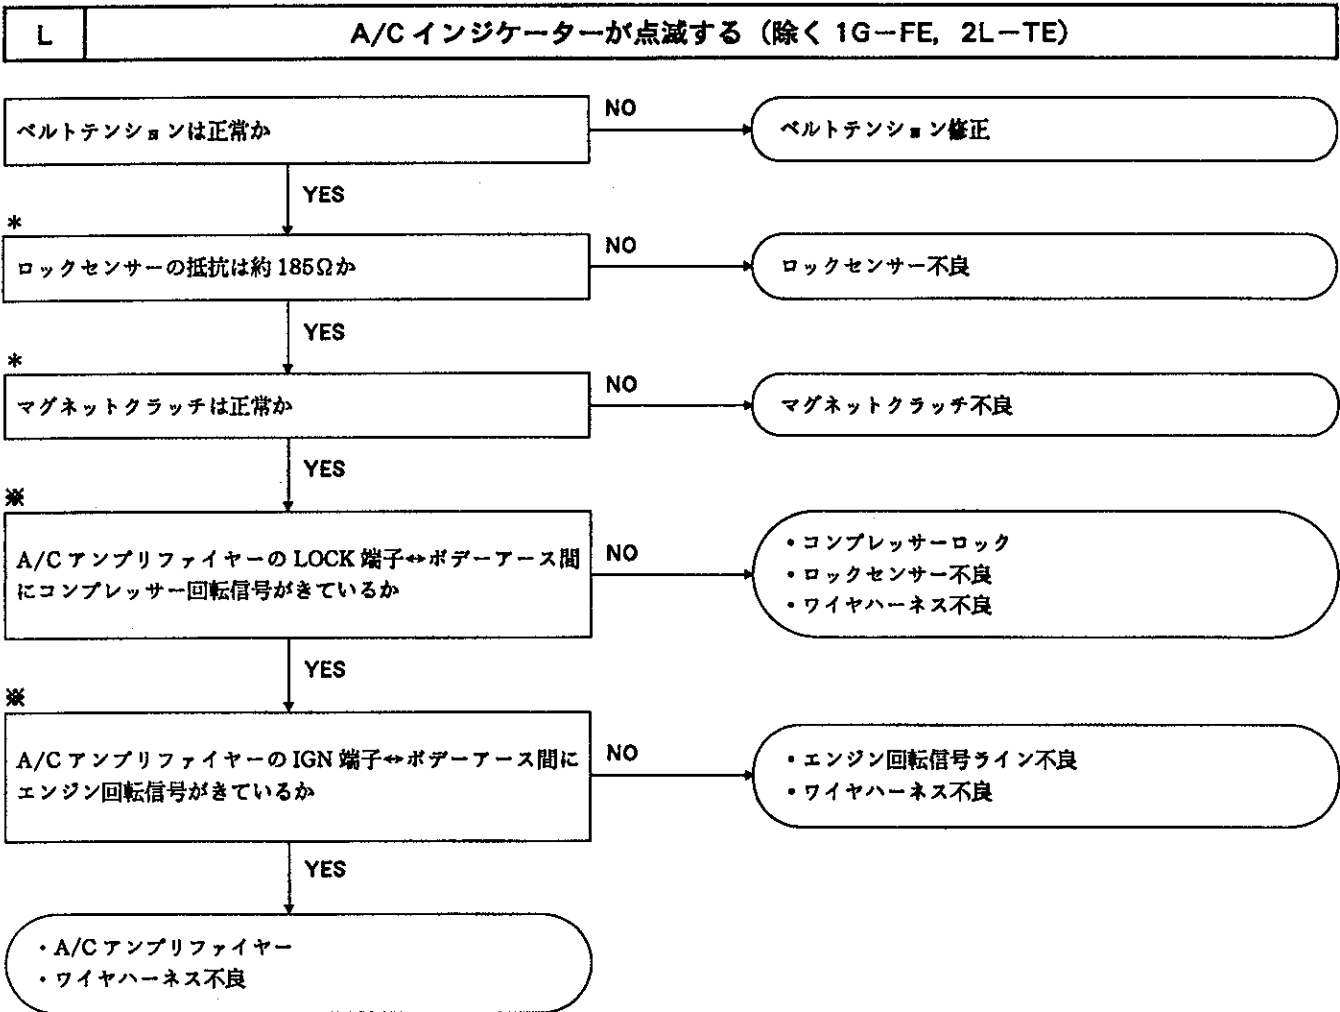 L
A/C インジケーターが点滅する（除く 1G－FE，2L－TE）
ベルトテンションは正常か
NO
ベルトテンション修正
YES
*
ロックセンサーの抵抗は約 185Ωか
NO
ロックセンサー不良
YES
*
マグネットクラッチは正常か
NO
マグネットクラッチ不良
YES
※
A/C アンプリファイヤーの LOCK 端子↔ボデーアース間
にコンプレッサー回転信号がきているか
NO
・コンプレッサーロック
・ロックセンサー不良
・ワイヤハーネス不良
YES
※
A/C アンプリファイヤーの IGN 端子↔ボデーアース間に
エンジン回転信号がきているか
NO
・エンジン回転信号ライン不良
・ワイヤハーネス不良
YES
・A/C アンプリファイヤー
・ワイヤハーネス不良